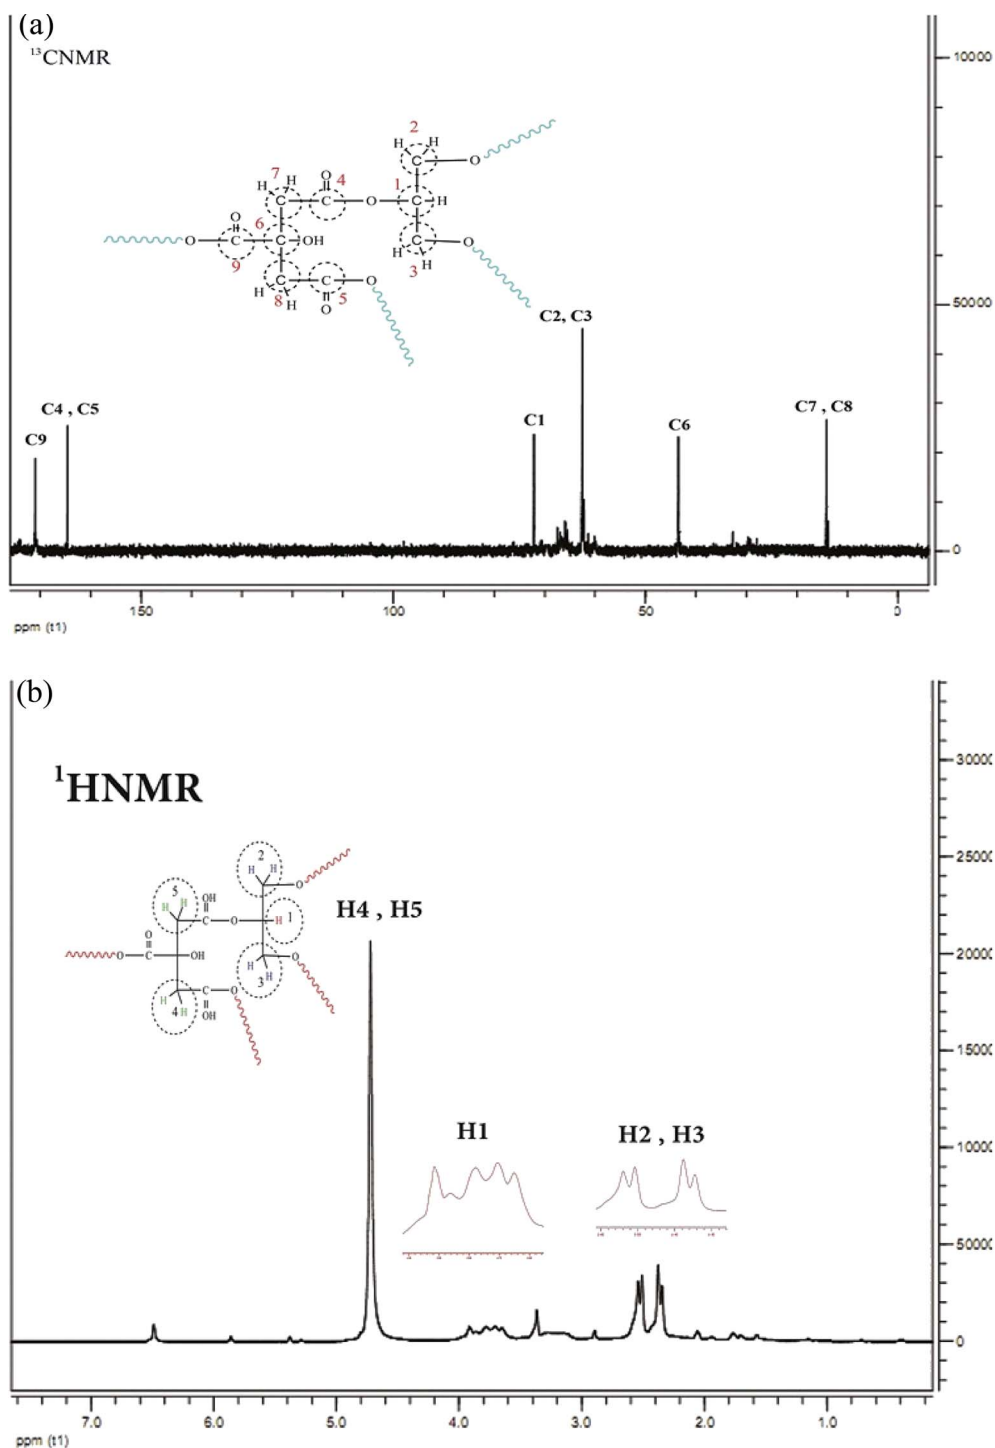 (a)
¹³CNMR
10000
2
H H
C O
7
H H
O
4
1
C C O C H
O
6
O C C OH
C O
9
H H
3
H C C O
8 H
O
5
C2, C3
50000
C4 , C5
C9
C1
C6
C7 , C8
0
150 100 50 0
ppm (t1)
(b)
¹HNMR
30000
25000
2
H H
O
5
H H
OH
C O H 1
O
O C OH
H H
3
O
H H
4
C O
OH
H4 , H5
20000
15000
H1
H2 , H3
10000
50000
0
7.0 6.0 5.0 4.0 3.0 2.0 1.0
ppm (t1)